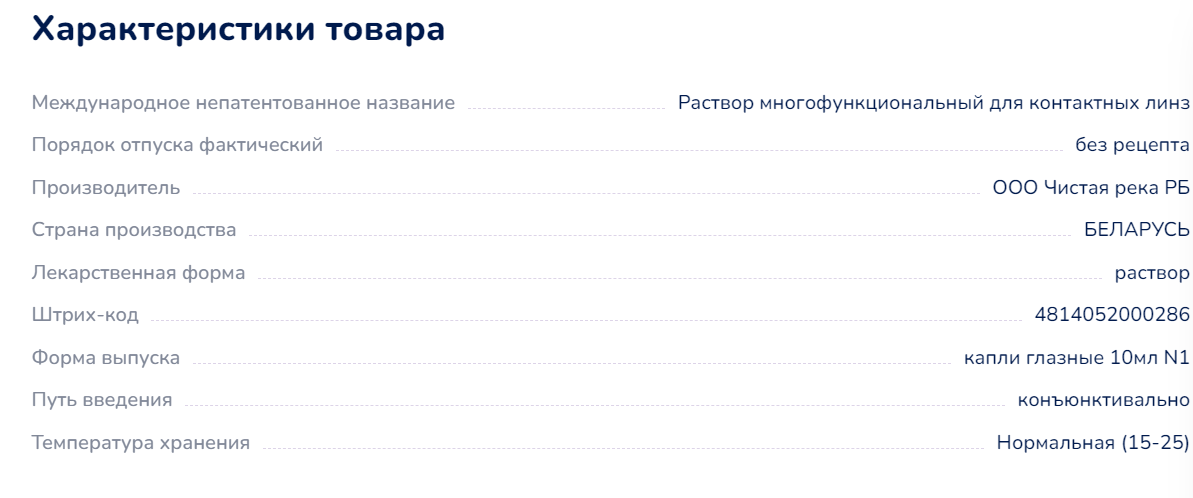 Характеристики товара
Международное непатентованное название Раствор многофункциональный для контактных линз
Порядок отпуска фактический без рецепта
Производитель ООО Чистая река РБ
Страна производства БЕЛАРУСЬ
Лекарственная форма раствор
Штрих-код 4814052000286
Форма выпуска капли глазные 10мл N1
Путь введения конъюнктивально
Температура хранения Нормальная (15-25)